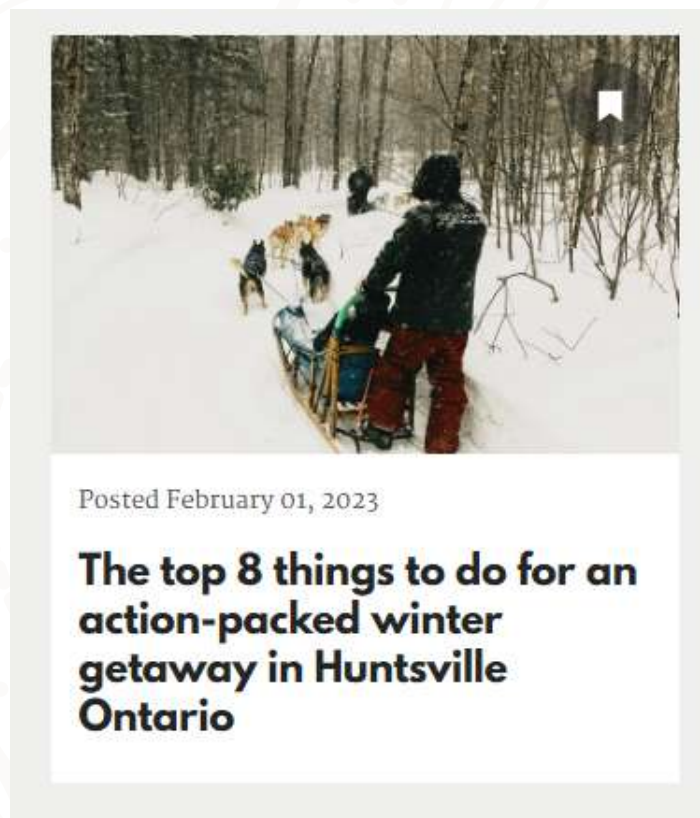 Posted February 01, 2023
The top 8 things to do for an
action-packed winter
getaway in Huntsville
Ontario